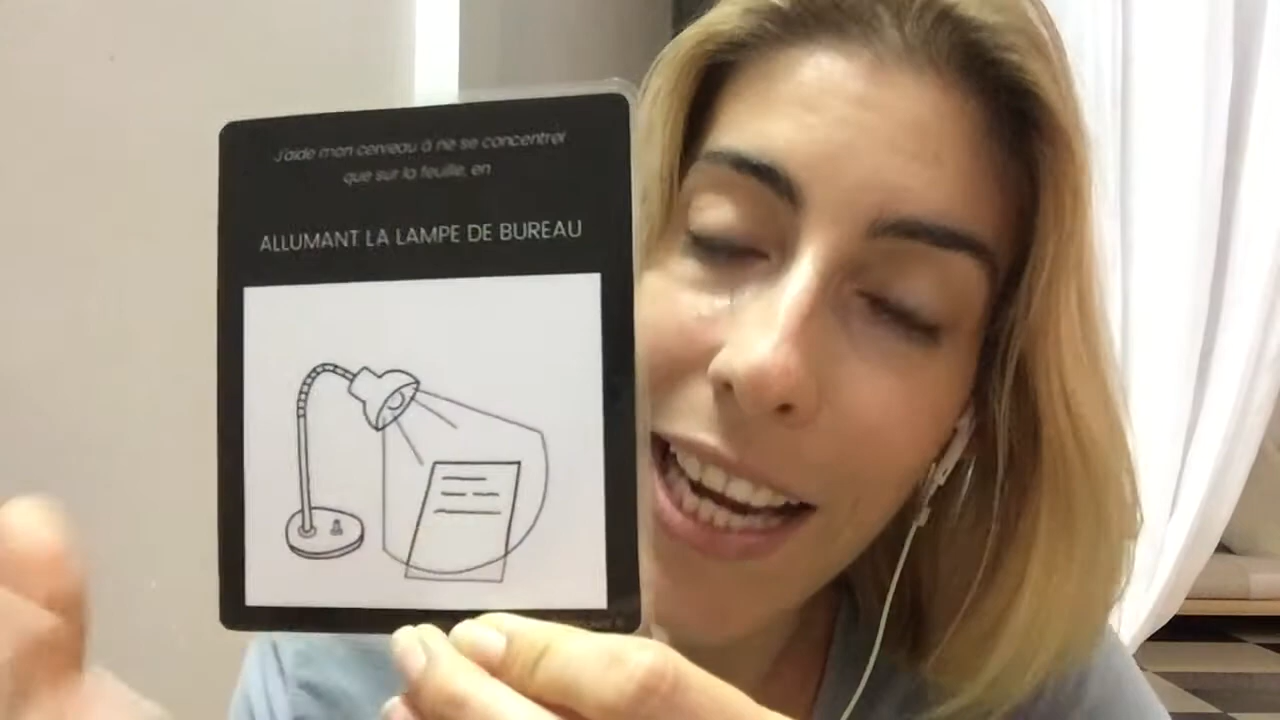 J'aide mon cerveau à ne se concentrer
que sur la feuille, en
ALLUMANT LA LAMPE DE BUREAU